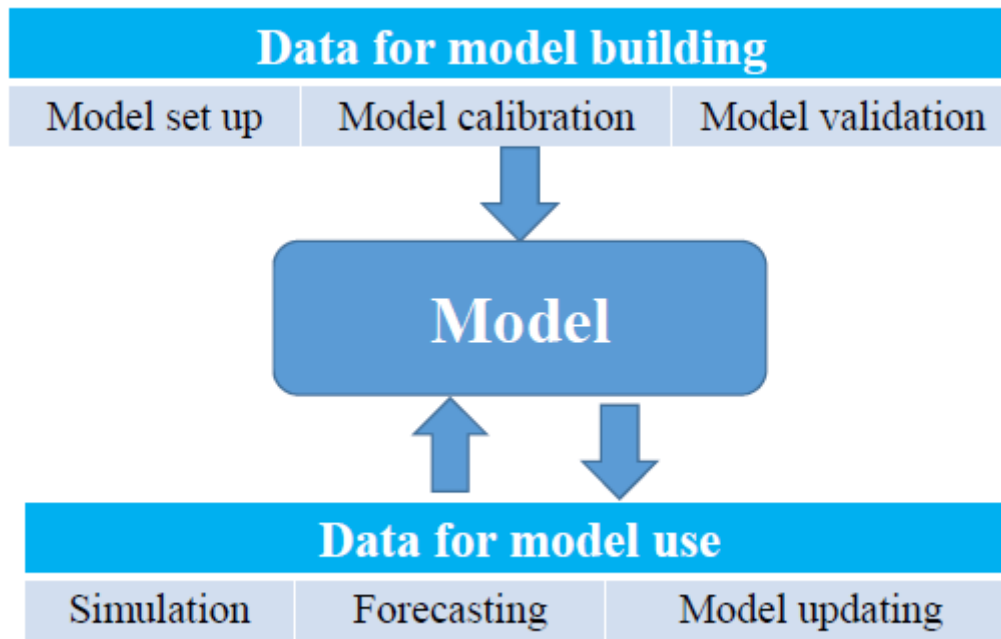 Data for model building
Model set up Model calibration Model validation
Model
Data for model use
Simulation Forecasting Model updating